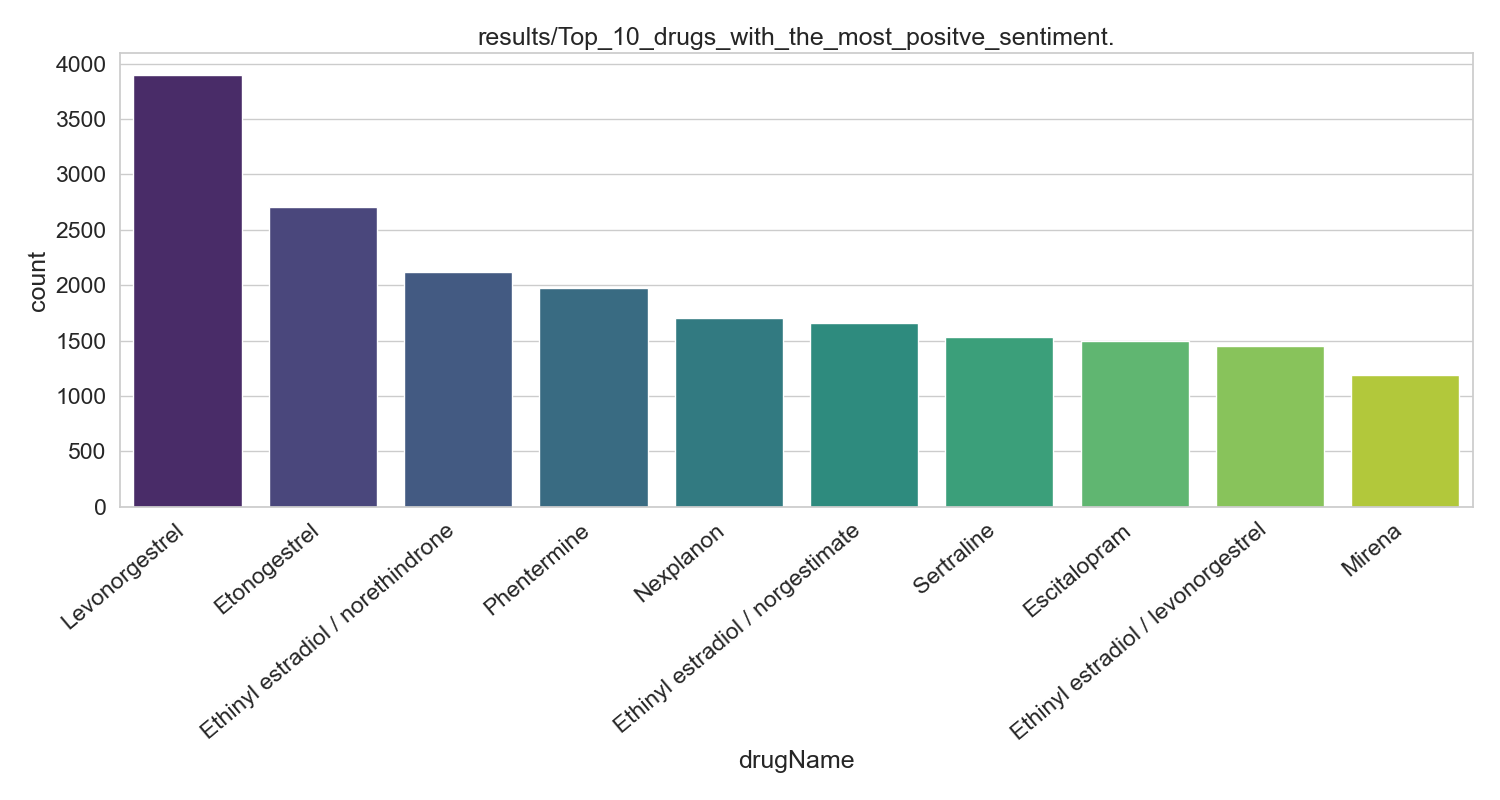 results/Top_10_drugs_with_the_most_positve_sentiment.
4000
3500
3000
2500
2000
1500
1000
500
0
count
Levonorgestrel
Etonogestrel
Ethinyl estradiol / norethindrone
Phentermine
Nexplanon
Ethinyl estradiol / norgestimate
Sertraline
Escitalopram
Ethinyl estradiol / levonorgestrel
Mirena
drugName